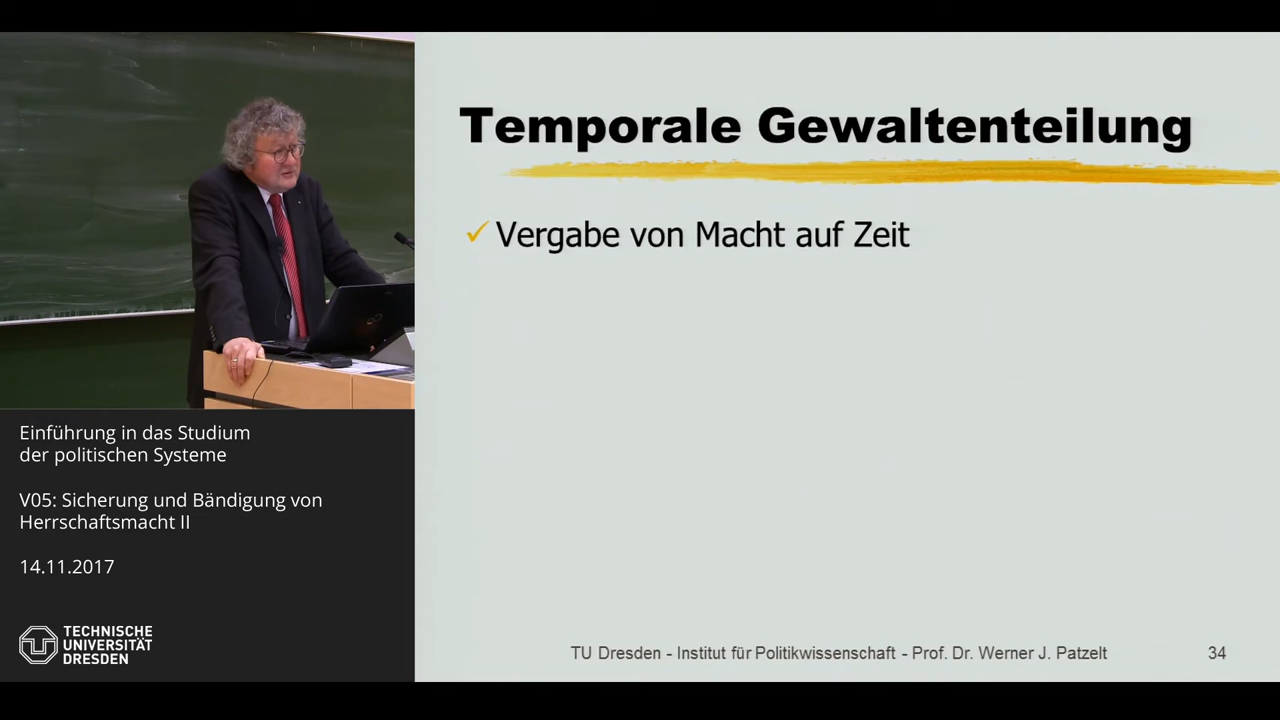 Temporale Gewaltenteilung
Vergabe von Macht auf Zeit
Einführung in das Studium
der politischen Systeme
V05: Sicherung und Bändigung von
Herrschaftsmacht II
14.11.2017
TECHNISCHE
UNIVERSITÄT
DRESDEN
TU Dresden - Institut für Politikwissenschaft - Prof. Dr. Werner J. Patzelt
34